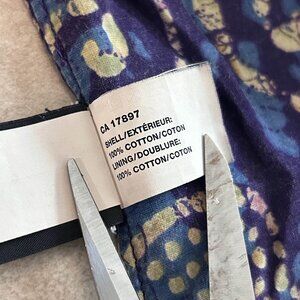 CA 17897
SHELL/EXTÉRIEUR:
100% COTTON/COTON
LINING/DOUBLURE:
100% COTTON/COTON